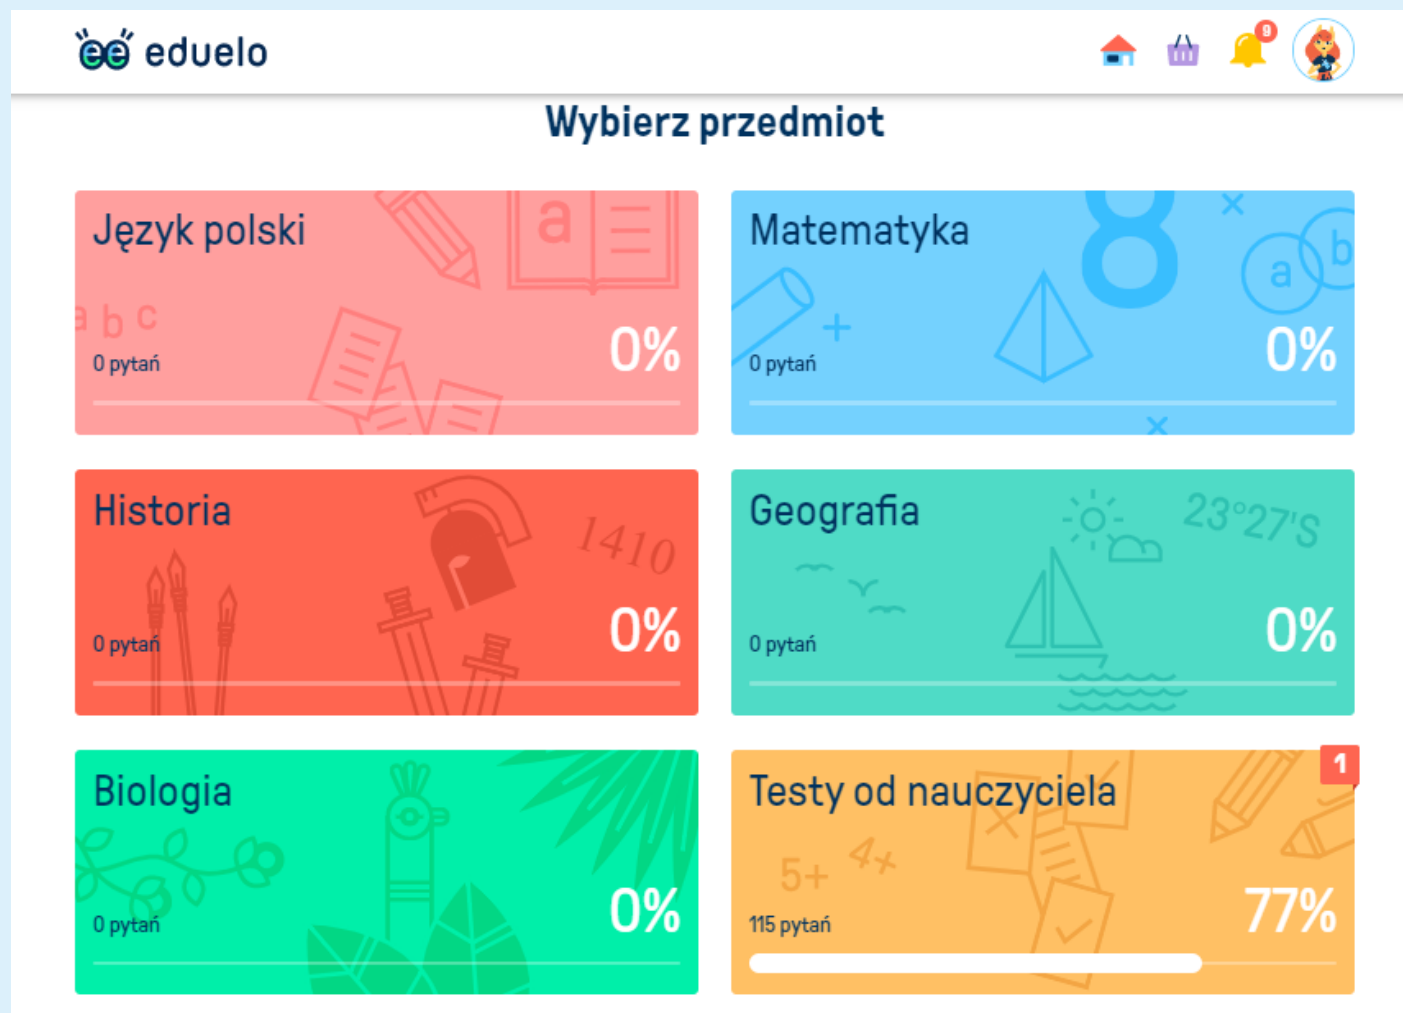 eduelo
9
Wybierz przedmiot
Język polski
a
a b c
0 pytań
0%
Matematyka
8
a
b
0 pytań
0%
Historia
1410
0 pytań
0%
Geografia
23°27'S
0 pytań
0%
Biologia
0 pytań
0%
Testy od nauczyciela
1
5+
4+
115 pytań
77%